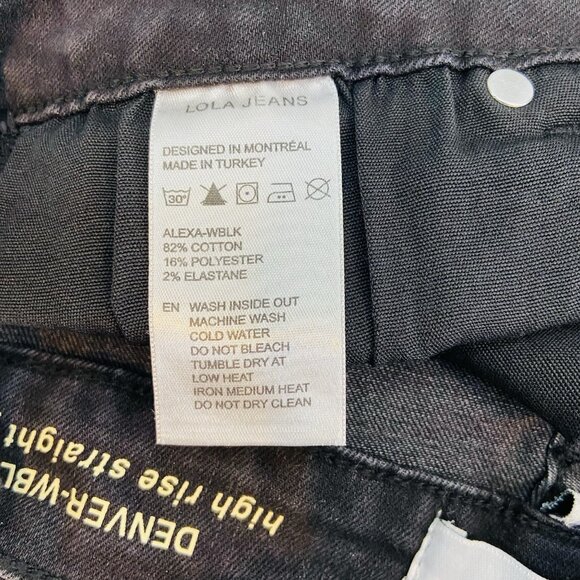 LOLA JEANS
DESIGNED IN MONTRÉAL
MADE IN TURKEY
30°
ALEXA-WBLK
82% COTTON
16% POLYESTER
2% ELASTANE
EN WASH INSIDE OUT
MACHINE WASH
COLD WATER
DO NOT BLEACH
TUMBLE DRY AT
LOW HEAT
IRON MEDIUM HEAT
DO NOT DRY CLEAN
DENVER-WBL
high rise straight